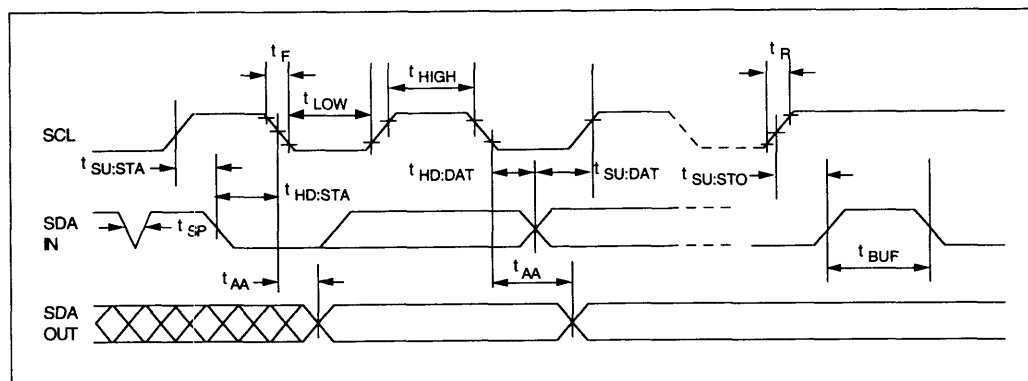 t F
t R
t HIGH
t LOW
SCL
t SU:STA
t HD:STA
t HD:DAT
t SU:DAT
t SU:STO
SDA
IN
t SP
t AA
t AA
t BUF
SDA
OUT